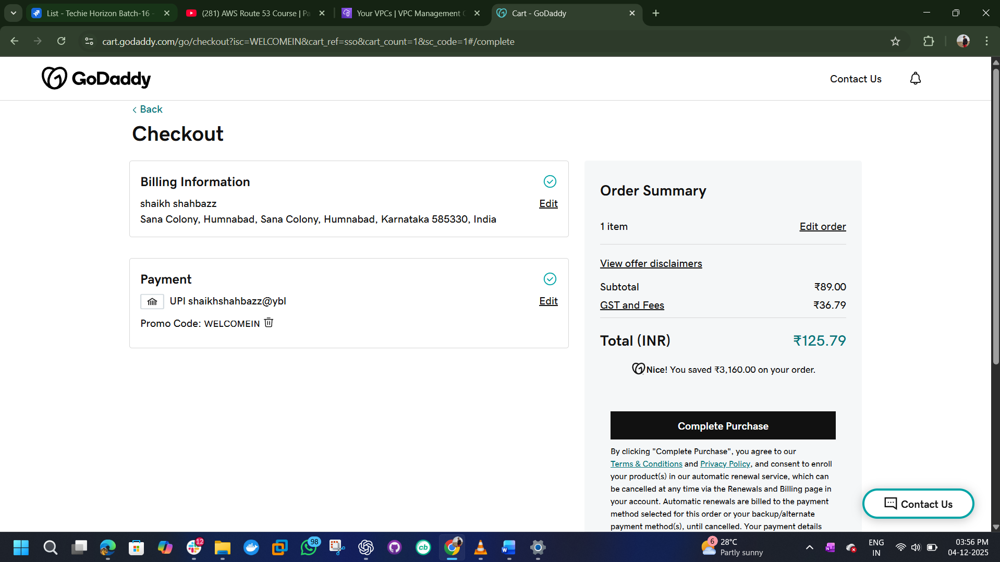 List - Techie Horizon Batch-16 -
(281) AWS Route 53 Course | Pa
Your VPCs | VPC Management C
Cart - GoDaddy
cart.godaddy.com/go/checkout?isc=WELCOMEIN&cart_ref=sso&cart_count=1&sc_code=1#/complete
GoDaddy
Contact Us
Back
Checkout
Billing Information
shaikh shahbazz
Edit
Sana Colony, Humnabad, Sana Colony, Humnabad, Karnataka 585330, India
Payment
UPI shaikhshahbazz@ybl
Edit
Promo Code: WELCOMEIN
Order Summary
1 item
Edit order
View offer disclaimers
Subtotal
₹89.00
GST and Fees
₹36.79
Total (INR)
₹125.79
Nice! You saved ₹3,160.00 on your order.
Complete Purchase
By clicking "Complete Purchase", you agree to our
Terms & Conditions and Privacy Policy, and consent to enroll
your product(s) in our automatic renewal service, which can
be cancelled at any time via the Renewals and Billing page in
your account. Automatic renewals are billed to the payment
method selected for this order or your backup/alternate
payment method(s), until cancelled. Your payment details
Contact Us
12
98
cb
W
6
28°C
Partly sunny
N
ENG
IN
03:56 PM
04-12-2025